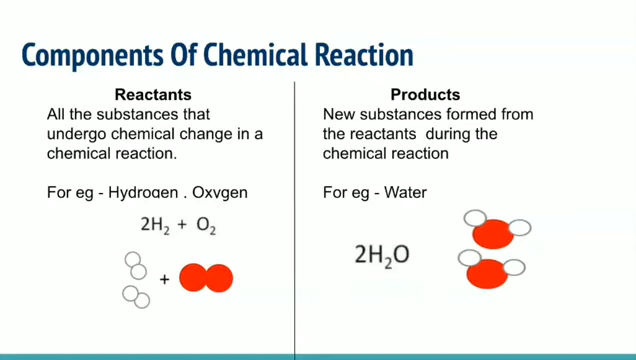 Components Of Chemical Reaction
Reactants
All the substances that
undergo chemical change in a
chemical reaction.
For eg - Hydrogen , Oxygen
2H₂ + O₂
+
Products
New substances formed from
the reactants during the
chemical reaction
For eg - Water
2H₂O